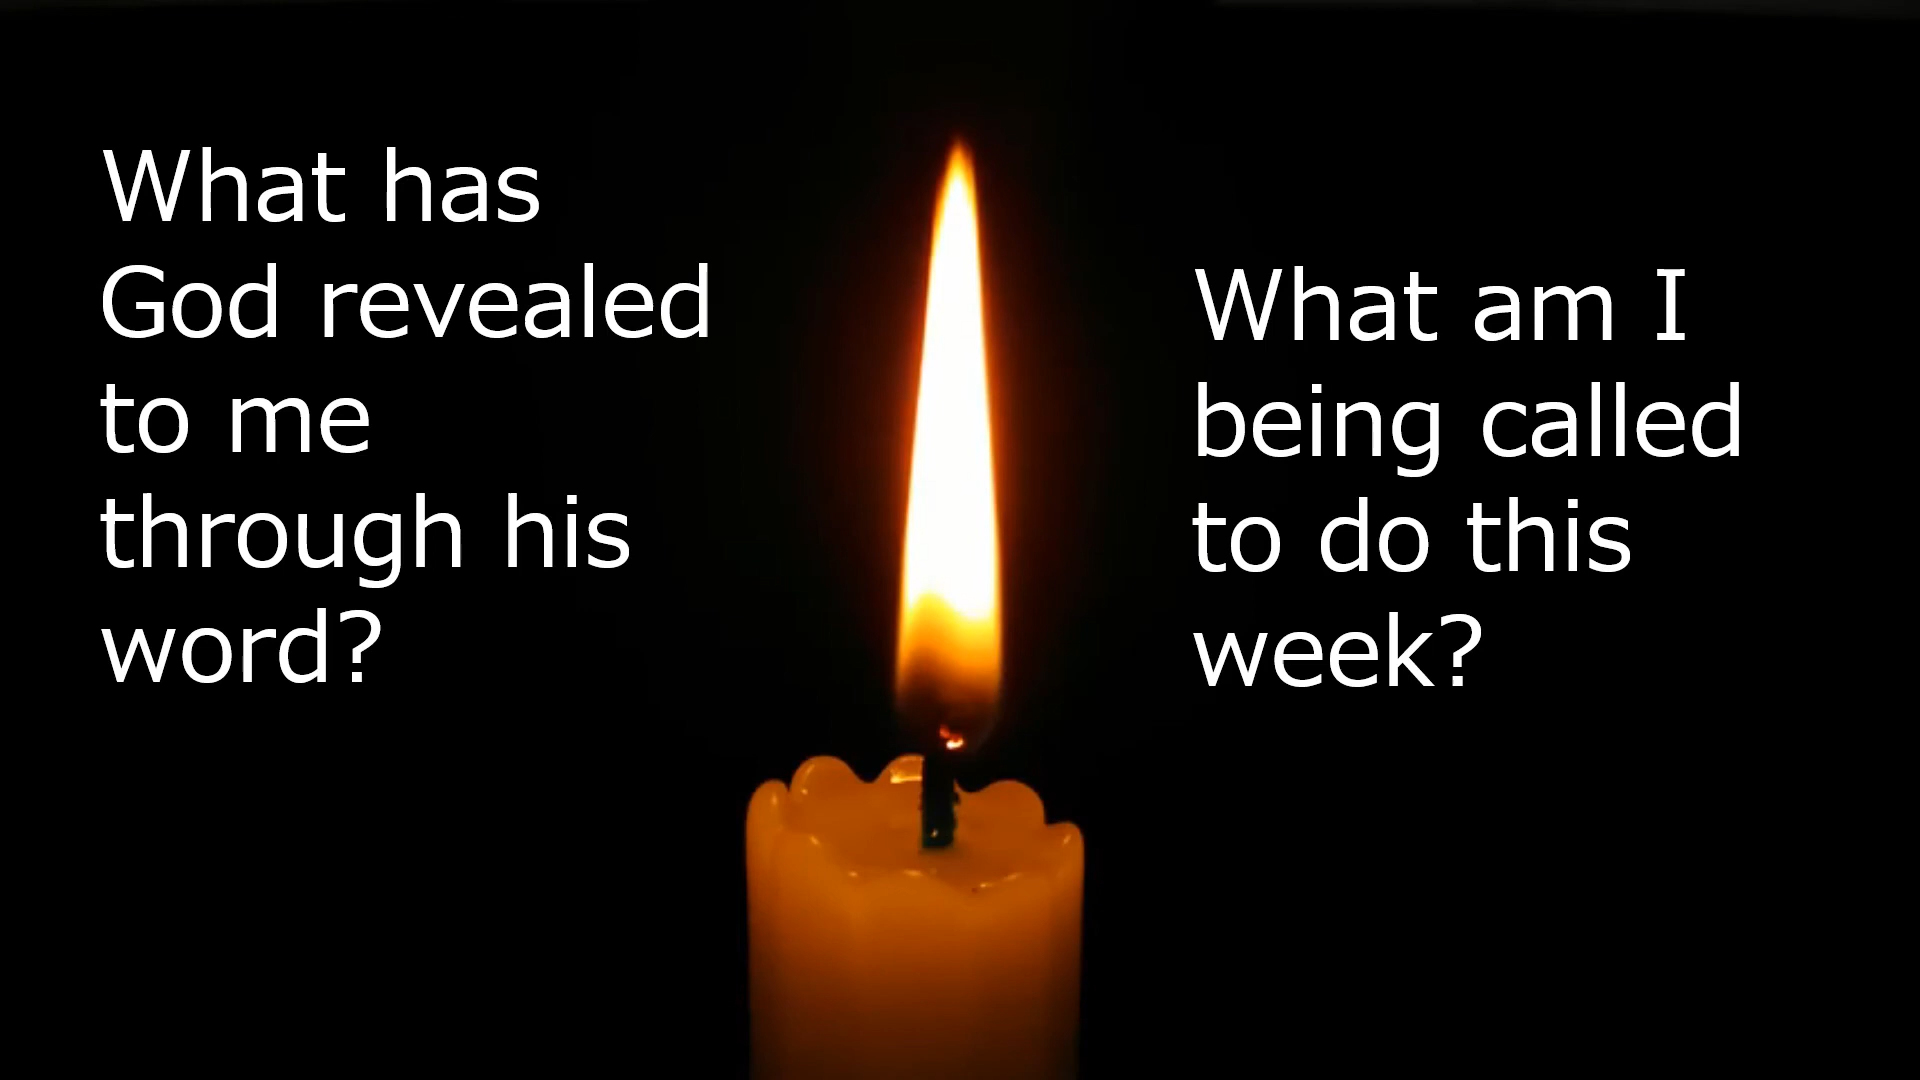 What has
God revealed
to me
through his
word?
What am I
being called
to do this
week?